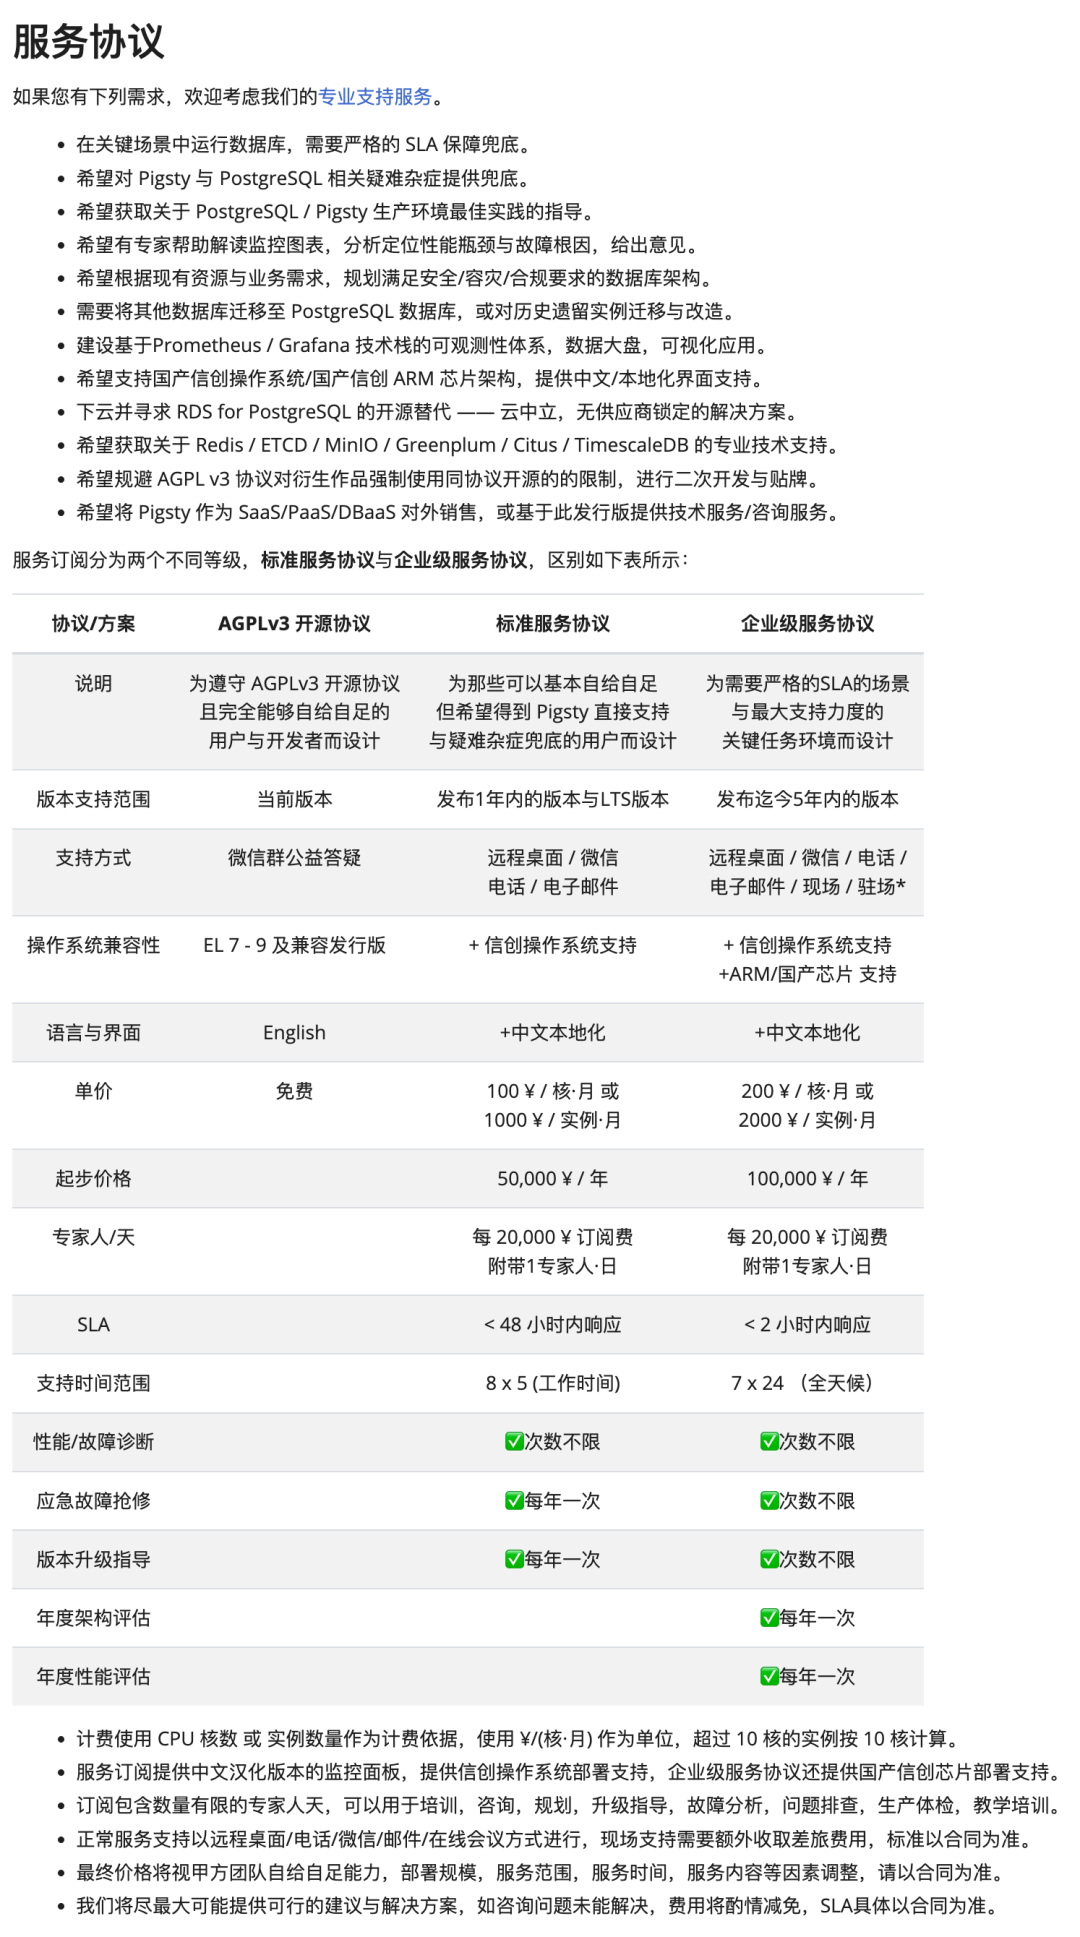 服务协议
如果您有下列需求，欢迎考虑我们的专业支持服务。
• 在关键场景中运行数据库，需要严格的 SLA 保障兜底。
• 希望对 Pigsty 与 PostgreSQL 相关疑难杂症提供兜底。
• 希望获取关于 PostgreSQL / Pigsty 生产环境最佳实践的指导。
• 希望有专家帮助解读监控图表，分析定位性能瓶颈与故障根因，给出意见。
• 希望根据现有资源与业务需求，规划满足安全/容灾/合规要求的数据库架构。
• 需要将其他数据库迁移至 PostgreSQL 数据库，或对历史遗留实例迁移与改造。
• 建设基于Prometheus / Grafana 技术栈的可观测性体系，数据大盘，可视化应用。
• 希望支持国产信创操作系统/国产信创 ARM 芯片架构，提供中文/本地化界面支持。
• 下云并寻求 RDS for PostgreSQL 的开源替代 —— 云中立，无供应商锁定的解决方案。
• 希望获取关于 Redis / ETCD / MinIO / Greenplum / Citus / TimescaleDB 的专业技术支持。
• 希望规避 AGPL v3 协议对衍生作品强制使用同协议开源的的限制，进行二次开发与贴牌。
• 希望将 Pigsty 作为 SaaS/PaaS/DBaaS 对外销售，或基于此发行版提供技术服务/咨询服务。
服务订阅分为两个不同等级，标准服务协议与企业级服务协议，区别如下表所示：
协议/方案 AGPLv3 开源协议 标准服务协议 企业级服务协议
说明 为遵守 AGPLv3 开源协议 为那些可以基本自给自足 为需要严格的SLA的场景
且完全能够自给自足的 但希望得到 Pigsty 直接支持 与最大支持力度的
用户与开发者而设计 与疑难杂症兜底的用户而设计 关键任务环境而设计
版本支持范围 当前版本 发布1年内的版本与LTS版本 发布迄今5年内的版本
支持方式 微信群公益答疑 远程桌面 / 微信 远程桌面 / 微信 / 电话 /
电话 / 电子邮件 电子邮件 / 现场 / 驻场*
操作系统兼容性 EL 7 - 9 及兼容发行版 + 信创操作系统支持 + 信创操作系统支持
+ARM/国产芯片 支持
语言与界面 English +中文本地化 +中文本地化
单价 免费 100 ¥ / 核·月 或 200 ¥ / 核·月 或
1000 ¥ / 实例·月 2000 ¥ / 实例·月
起步价格 50,000 ¥ / 年 100,000 ¥ / 年
专家人/天 每 20,000 ¥ 订阅费 每 20,000 ¥ 订阅费
附带1专家人·日 附带1专家人·日
SLA < 48 小时内响应 < 2 小时内响应
支持时间范围 8 x 5 (工作时间) 7 x 24 （全天候）
性能/故障诊断 ✅次数不限 ✅次数不限
应急故障抢修 ✅每年一次 ✅次数不限
版本升级指导 ✅每年一次 ✅次数不限
年度架构评估 ✅每年一次
年度性能评估 ✅每年一次
• 计费使用 CPU 核数 或 实例数量作为计费依据，使用 ¥/(核·月) 作为单位，超过 10 核的实例按 10 核计算。
• 服务订阅提供中文汉化版本的监控面板，提供信创操作系统部署支持，企业级服务协议还提供国产信创芯片部署支持。
• 订阅包含数量有限的专家人天，可以用于培训，咨询，规划，升级指导，故障分析，问题排查，生产体检，教学培训。
• 正常服务支持以远程桌面/电话/微信/邮件/在线会议方式进行，现场支持需要额外收取差旅费用，标准以合同为准。
• 最终价格将视甲方团队自给自足能力，部署规模，服务范围，服务时间，服务内容等因素调整，请以合同为准。
• 我们将尽最大可能提供可行的建议与解决方案，如咨询问题未能解决，费用将酌情减免，SLA具体以合同为准。